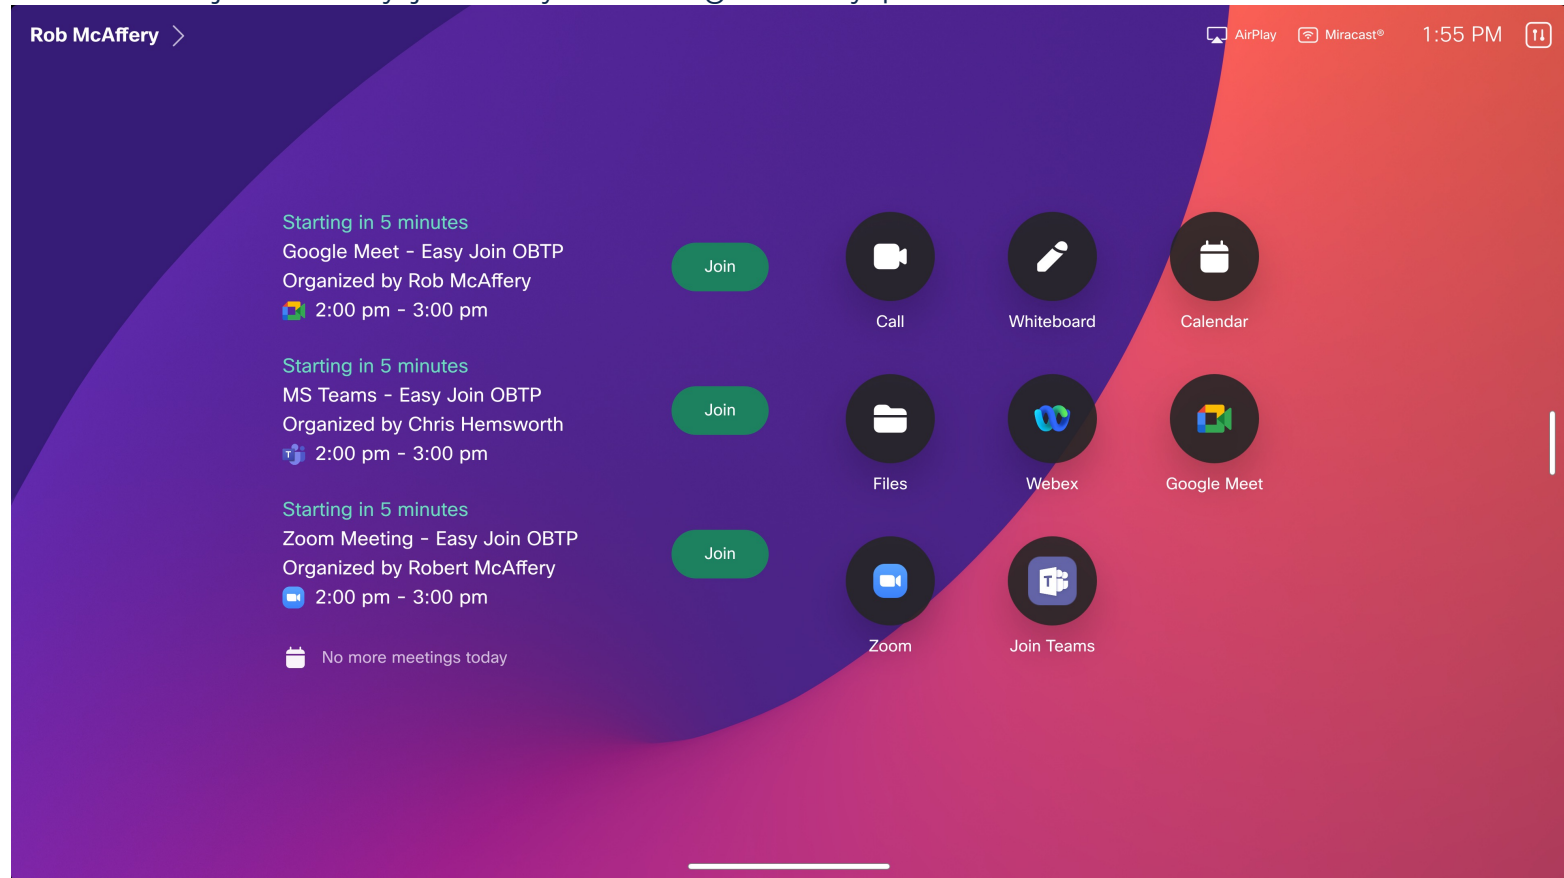 Rob McAffery
AirPlay
Miracast®
1:55 PM
Starting in 5 minutes
Google Meet - Easy Join OBTP
Organized by Rob McAffery
2:00 pm - 3:00 pm
Join
Starting in 5 minutes
MS Teams - Easy Join OBTP
Organized by Chris Hemsworth
2:00 pm - 3:00 pm
Join
Starting in 5 minutes
Zoom Meeting - Easy Join OBTP
Organized by Robert McAffery
2:00 pm - 3:00 pm
Join
No more meetings today
Call
Whiteboard
Calendar
Files
Webex
Google Meet
Zoom
Join Teams